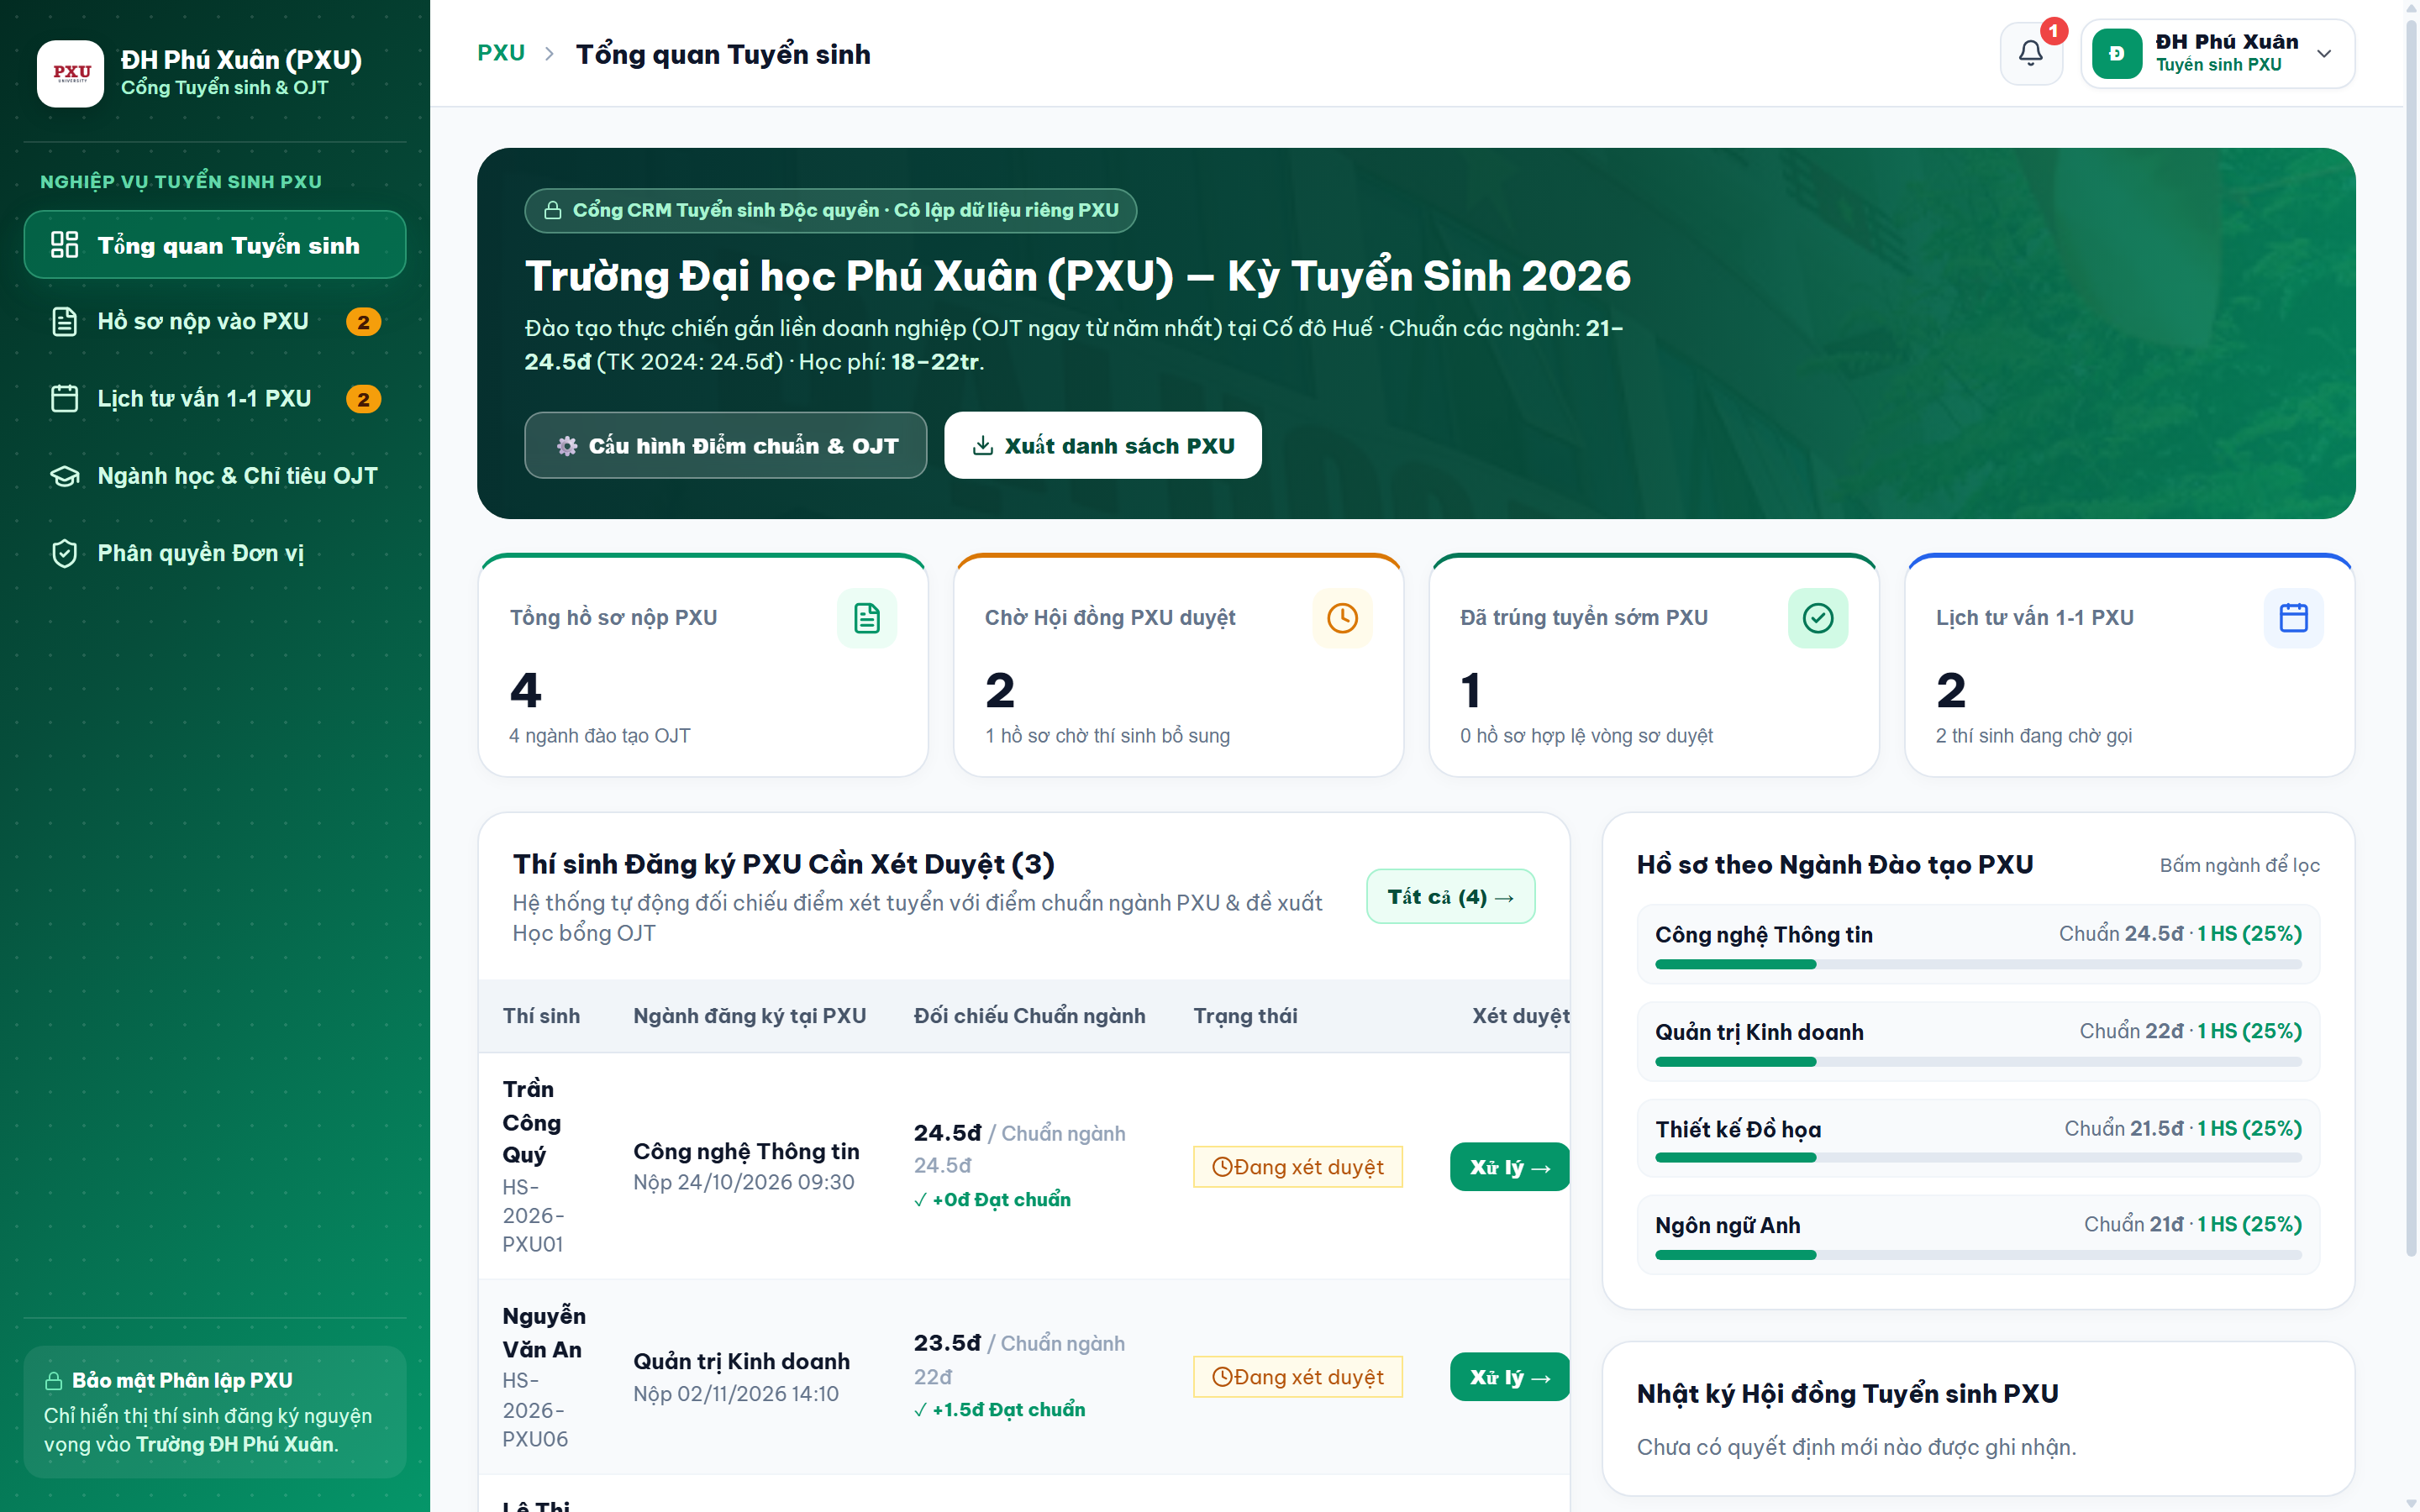 PXU
UNIVERSITY
ĐH Phú Xuân (PXU)
Cổng Tuyển sinh & OJT
NGHIỆP VỤ TUYỂN SINH PXU
Tổng quan Tuyển sinh
Hồ sơ nộp vào PXU 2
Lịch tư vấn 1-1 PXU 2
Ngành học & Chỉ tiêu OJT
Phân quyền Đơn vị
Bảo mật Phân lập PXU
Chỉ hiển thị thí sinh đăng ký nguyện
vọng vào Trường ĐH Phú Xuân.
PXU > Tổng quan Tuyển sinh
1
Đ
ĐH Phú Xuân
Tuyển sinh PXU
Cổng CRM Tuyển sinh Độc quyền · Cô lập dữ liệu riêng PXU
Trường Đại học Phú Xuân (PXU) — Kỳ Tuyển Sinh 2026
Đào tạo thực chiến gắn liền doanh nghiệp (OJT ngay từ năm nhất) tại Cố đô Huế · Chuẩn các ngành: 21–
24.5đ (TK 2024: 24.5đ) · Học phí: 18–22tr.
Cấu hình Điểm chuẩn & OJT
Xuất danh sách PXU
Tổng hồ sơ nộp PXU
4
4 ngành đào tạo OJT
Chờ Hội đồng PXU duyệt
2
1 hồ sơ chờ thí sinh bổ sung
Đã trúng tuyển sớm PXU
1
0 hồ sơ hợp lệ vòng sơ duyệt
Lịch tư vấn 1-1 PXU
2
2 thí sinh đang chờ gọi
Thí sinh Đăng ký PXU Cần Xét Duyệt (3)
Hệ thống tự động đối chiếu điểm xét tuyển với điểm chuẩn ngành PXU & đề xuất
Học bổng OJT
Tất cả (4) →
Thí sinh Ngành đăng ký tại PXU Đối chiếu Chuẩn ngành Trạng thái Xét duyệt
Trần
Công
Quý
HS-
2026-
PXU01
Công nghệ Thông tin
Nộp 24/10/2026 09:30
24.5đ / Chuẩn ngành
24.5đ
✓ +0đ Đạt chuẩn
Đang xét duyệt
Xử lý →
Nguyễn
Văn An
HS-
2026-
PXU06
Quản trị Kinh doanh
Nộp 02/11/2026 14:10
23.5đ / Chuẩn ngành
22đ
✓ +1.5đ Đạt chuẩn
Đang xét duyệt
Xử lý →
Lê Thị
Hồ sơ theo Ngành Đào tạo PXU
Bấm ngành để lọc
Công nghệ Thông tin Chuẩn 24.5đ · 1 HS (25%)
Quản trị Kinh doanh Chuẩn 22đ · 1 HS (25%)
Thiết kế Đồ họa Chuẩn 21.5đ · 1 HS (25%)
Ngôn ngữ Anh Chuẩn 21đ · 1 HS (25%)
Nhật ký Hội đồng Tuyển sinh PXU
Chưa có quyết định mới nào được ghi nhận.